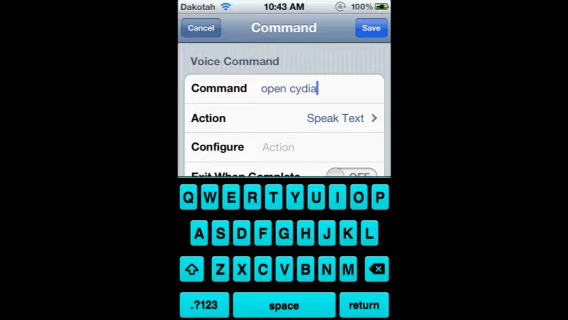 Dakotah 10:43 AM 100%
Cancel Command Save
Voice Command
Command open cydia
Action Speak Text
Configure Action
Exit When Complete OFF
Q W E R T Y U I O P
A S D F G H J K L
Z X C V B N M
.?123 space return